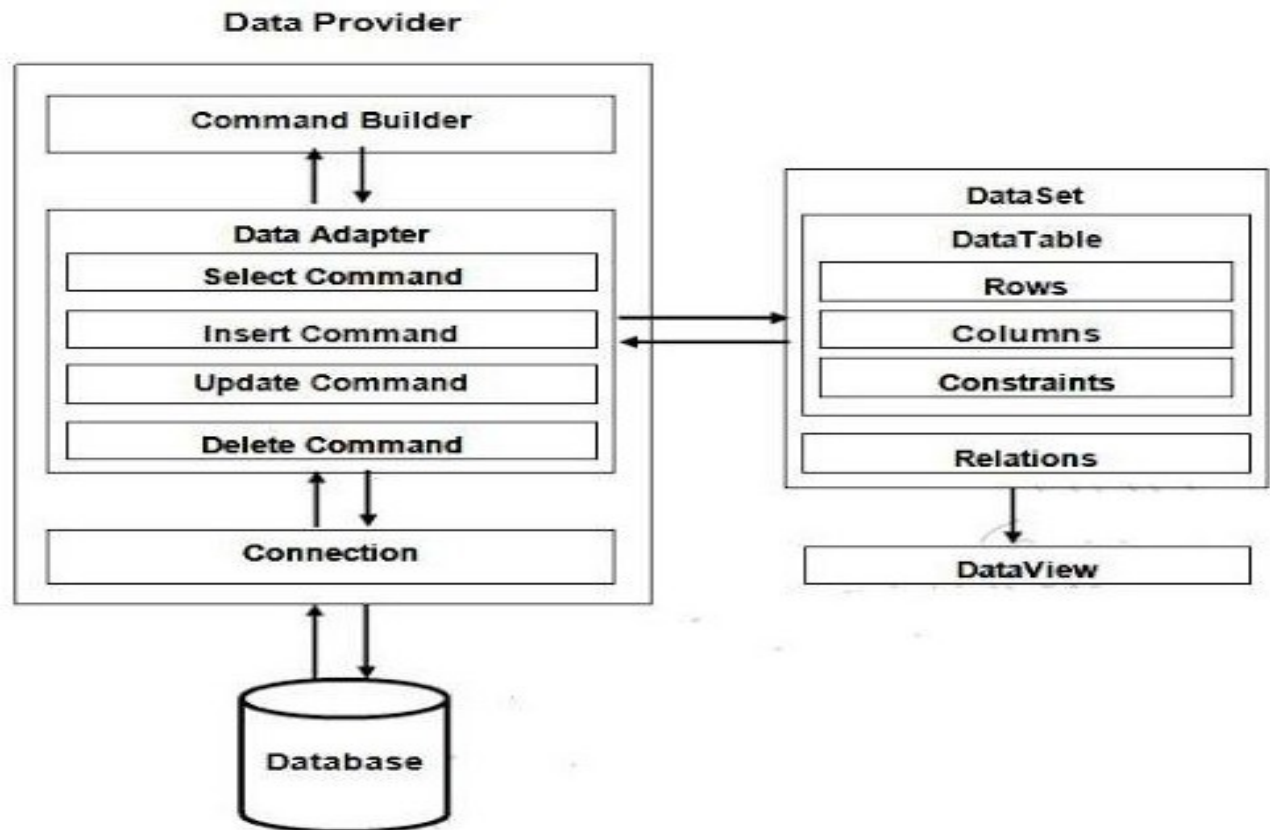 Data Provider
Command Builder
Data Adapter
Select Command
Insert Command
Update Command
Delete Command
Connection
Database
DataSet
DataTable
Rows
Columns
Constraints
Relations
DataView